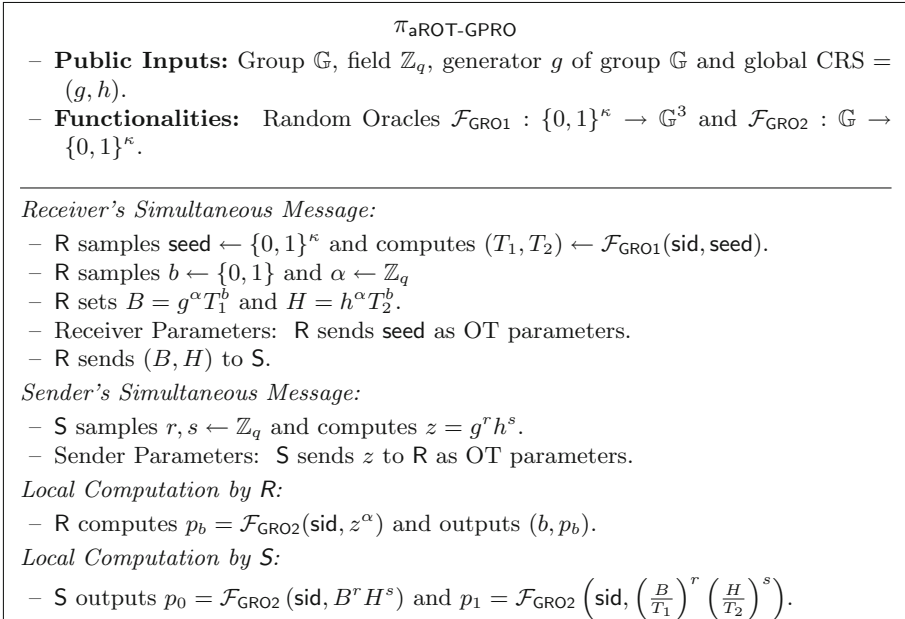 π_aROT-GPRO
– Public Inputs: Group 𝔾, field ℤ_q, generator g of group 𝔾 and global CRS =
(g, h).
– Functionalities: Random Oracles ℱ_GRO1 : {0, 1}^κ → 𝔾^3 and ℱ_GRO2 : 𝔾 →
{0, 1}^κ.
Receiver's Simultaneous Message:
– R samples seed ← {0, 1}^κ and computes (T_1, T_2) ← ℱ_GRO1(sid, seed).
– R samples b ← {0, 1} and α ← ℤ_q
– R sets B = g^α T_1^b and H = h^α T_2^b.
– Receiver Parameters: R sends seed as OT parameters.
– R sends (B, H) to S.
Sender's Simultaneous Message:
– S samples r, s ← ℤ_q and computes z = g^r h^s.
– Sender Parameters: S sends z to R as OT parameters.
Local Computation by R:
– R computes p_b = ℱ_GRO2(sid, z^α) and outputs (b, p_b).
Local Computation by S:
– S outputs p_0 = ℱ_GRO2 (sid, B^r H^s) and p_1 = ℱ_GRO2 (sid, (B/T_1)^r (H/T_2)^s).